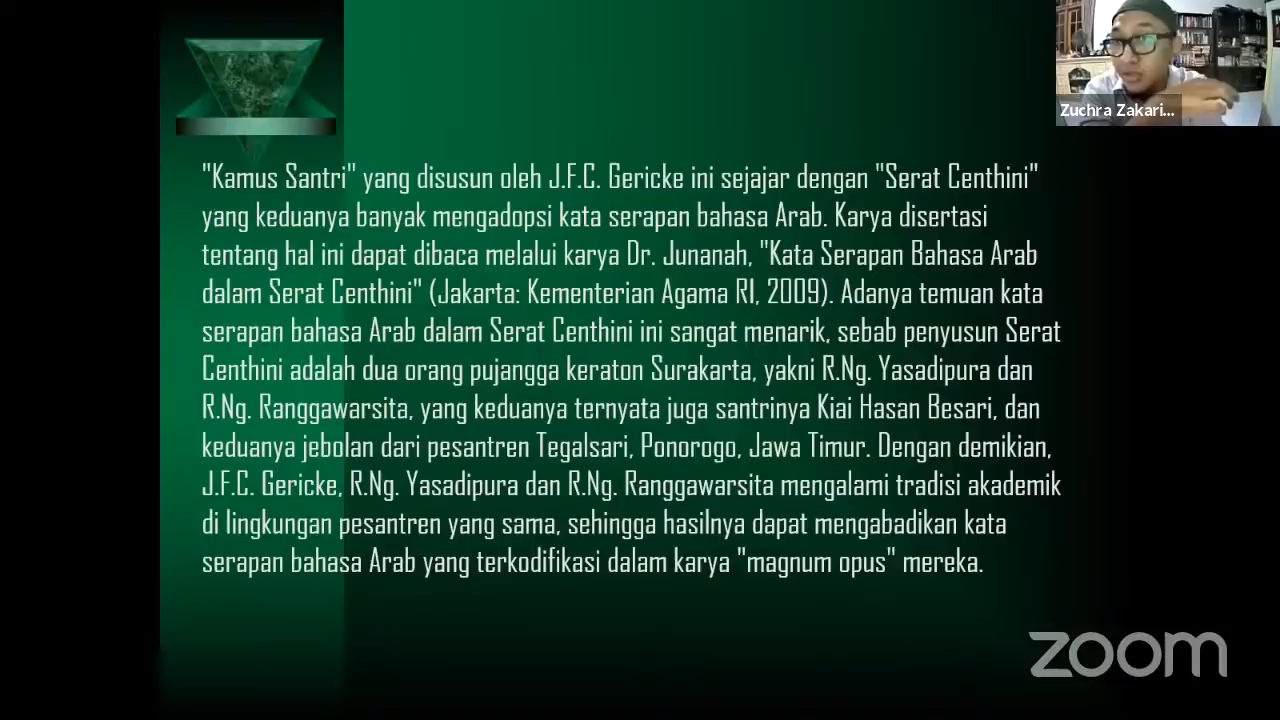 Zuchra Zakari...
"Kamus Santri" yang disusun oleh J.F.C. Gericke ini sejajar dengan "Serat Centhini"
yang keduanya banyak mengadopsi kata serapan bahasa Arab. Karya disertasi
tentang hal ini dapat dibaca melalui karya Dr. Junanah, "Kata Serapan Bahasa Arab
dalam Serat Centhini" (Jakarta: Kementerian Agama RI, 2009). Adanya temuan kata
serapan bahasa Arab dalam Serat Centhini ini sangat menarik, sebab penyusun Serat
Centhini adalah dua orang pujangga keraton Surakarta, yakni R.Ng. Yasadipura dan
R.Ng. Ranggawarsita, yang keduanya ternyata juga santrinya Kiai Hasan Besari, dan
keduanya jebolan dari pesantren Tegalsari, Ponorogo, Jawa Timur. Dengan demikian,
J.F.C. Gericke, R.Ng. Yasadipura dan R.Ng. Ranggawarsita mengalami tradisi akademik
di lingkungan pesantren yang sama, sehingga hasilnya dapat mengabadikan kata
serapan bahasa Arab yang terkodifikasi dalam karya "magnum opus" mereka.
zoom